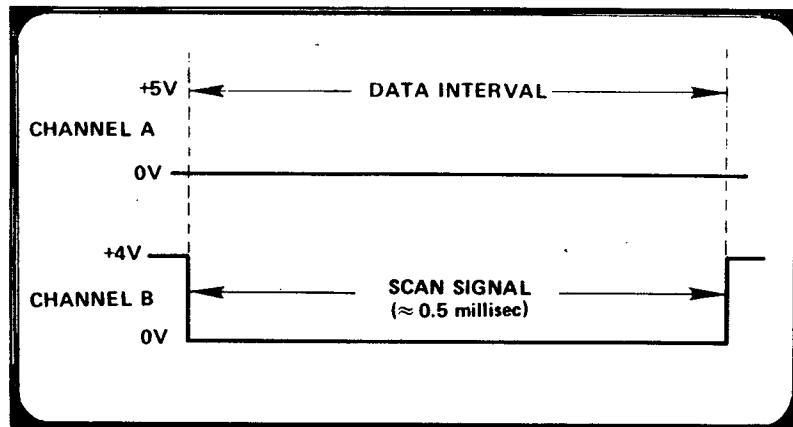 +5V
DATA INTERVAL
CHANNEL A
0V
+4V
SCAN SIGNAL
(≈ 0.5 millisec)
CHANNEL B
0V